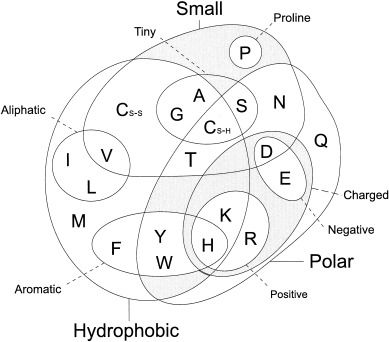 Small
Tiny
Proline
P
A
C S-S
S
N
G
Aliphatic
C S-H
Q
I
V
T
D
L
E
Charged
M
K
Negative
Y
R
F
H
W
Polar
Aromatic
Positive
Hydrophobic